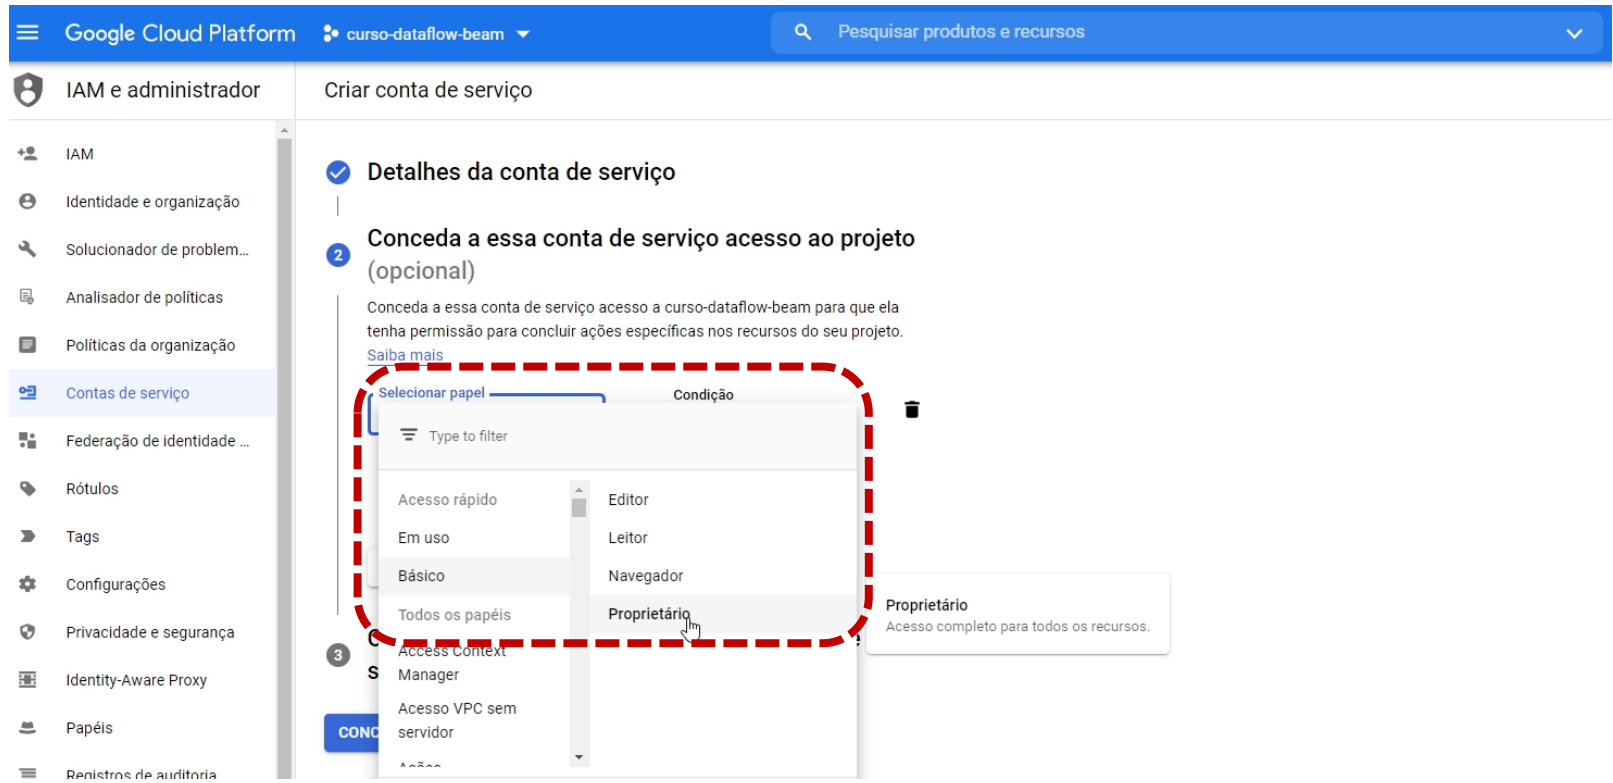 Google Cloud Platform
curso-dataflow-beam
Pesquisar produtos e recursos
IAM e administrador
Criar conta de serviço
IAM
Identidade e organização
Solucionador de problem...
Analisador de políticas
Políticas da organização
Contas de serviço
Federação de identidade ...
Rótulos
Tags
Configurações
Privacidade e segurança
Identity-Aware Proxy
Papéis
Registros de auditoria
Detalhes da conta de serviço
2
Conceda a essa conta de serviço acesso ao projeto
(opcional)
Conceda a essa conta de serviço acesso a curso-dataflow-beam para que ela
tenha permissão para concluir ações específicas nos recursos do seu projeto.
Saiba mais
Selecionar papel
Condição
Type to filter
Acesso rápido
Em uso
Básico
Todos os papéis
Access Context
Manager
Acesso VPC sem
servidor
Editor
Leitor
Navegador
Proprietário
Proprietário
Acesso completo para todos os recursos.
3
CONC